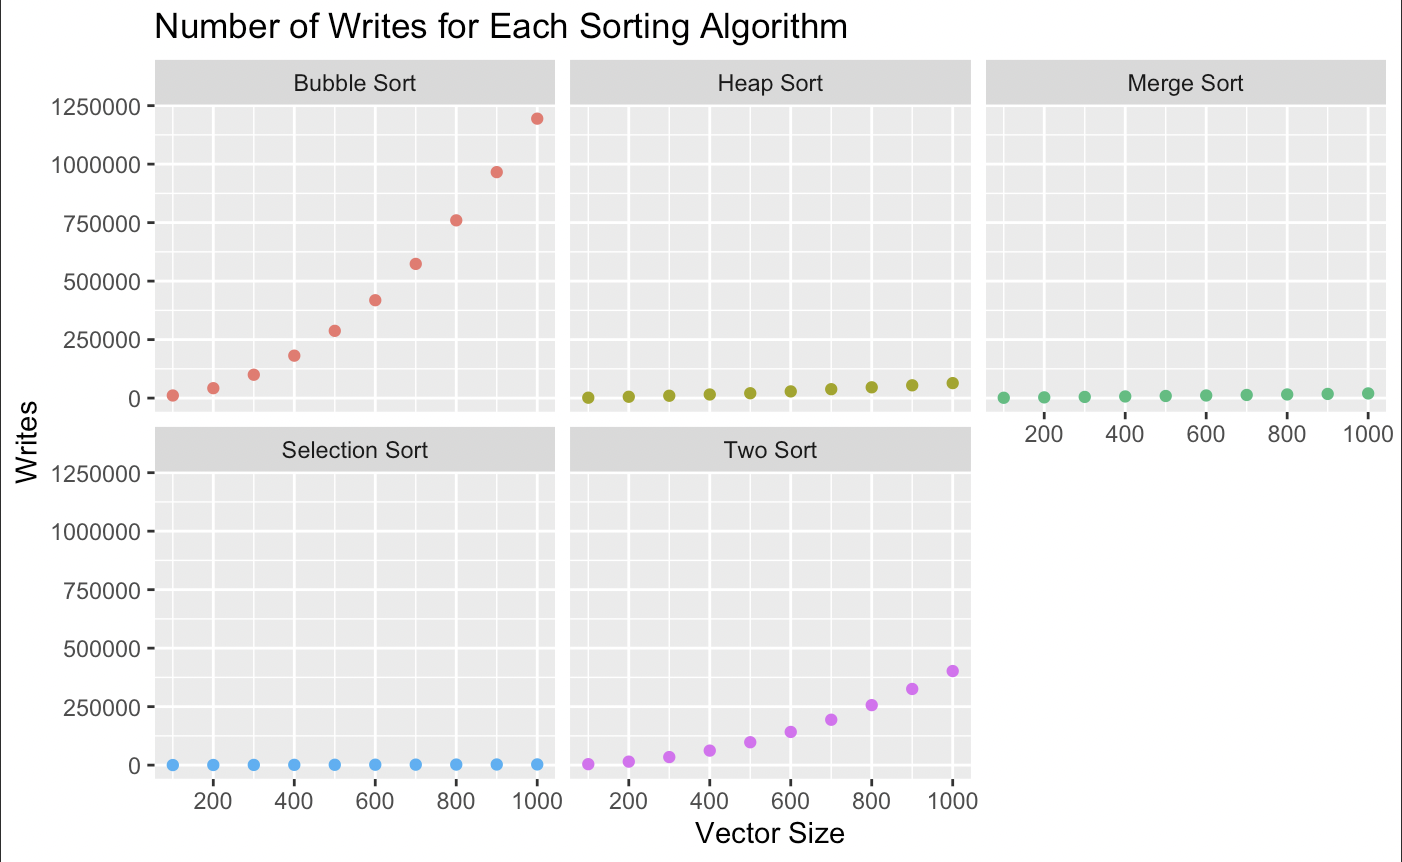 Number of Writes for Each Sorting Algorithm
Bubble Sort
Heap Sort
Merge Sort
1250000
1000000
750000
500000
250000
0
200 400 600 800 1000
Writes
Selection Sort
Two Sort
1250000
1000000
750000
500000
250000
0
200 400 600 800 1000
200 400 600 800 1000
Vector Size